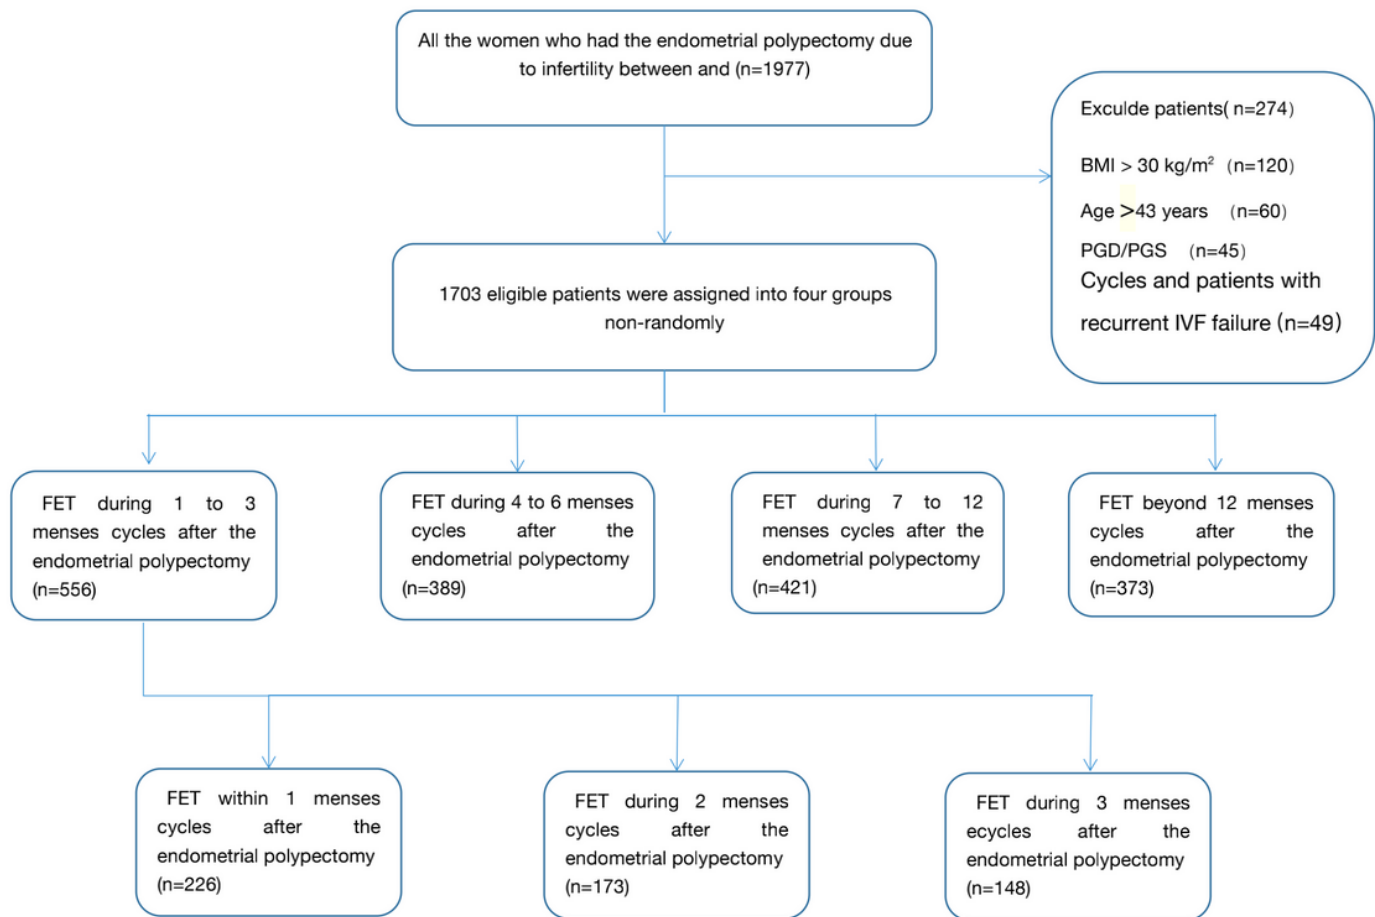 All the women who had the endometrial polypectomy due
to infertility between and (n=1977)
Exculde patients( n=274)
BMI > 30 kg/m² (n=120)
Age >43 years (n=60)
PGD/PGS (n=45)
Cycles and patients with
recurrent IVF failure (n=49)
1703 eligible patients were assigned into four groups
non-randomly
FET during 1 to 3
menses cycles after the
endometrial polypectomy
(n=556)
FET during 4 to 6 menses
cycles after the
endometrial polypectomy
(n=389)
FET during 7 to 12
menses cycles after the
endometrial polypectomy
(n=421)
FET beyond 12 menses
cycles after the
endometrial polypectomy
(n=373)
FET within 1 menses
cycles after the
endometrial polypectomy
(n=226)
FET during 2 menses
cycles after the
endometrial polypectomy
(n=173)
FET during 3 menses
ecycles after the
endometrial polypectomy
(n=148)